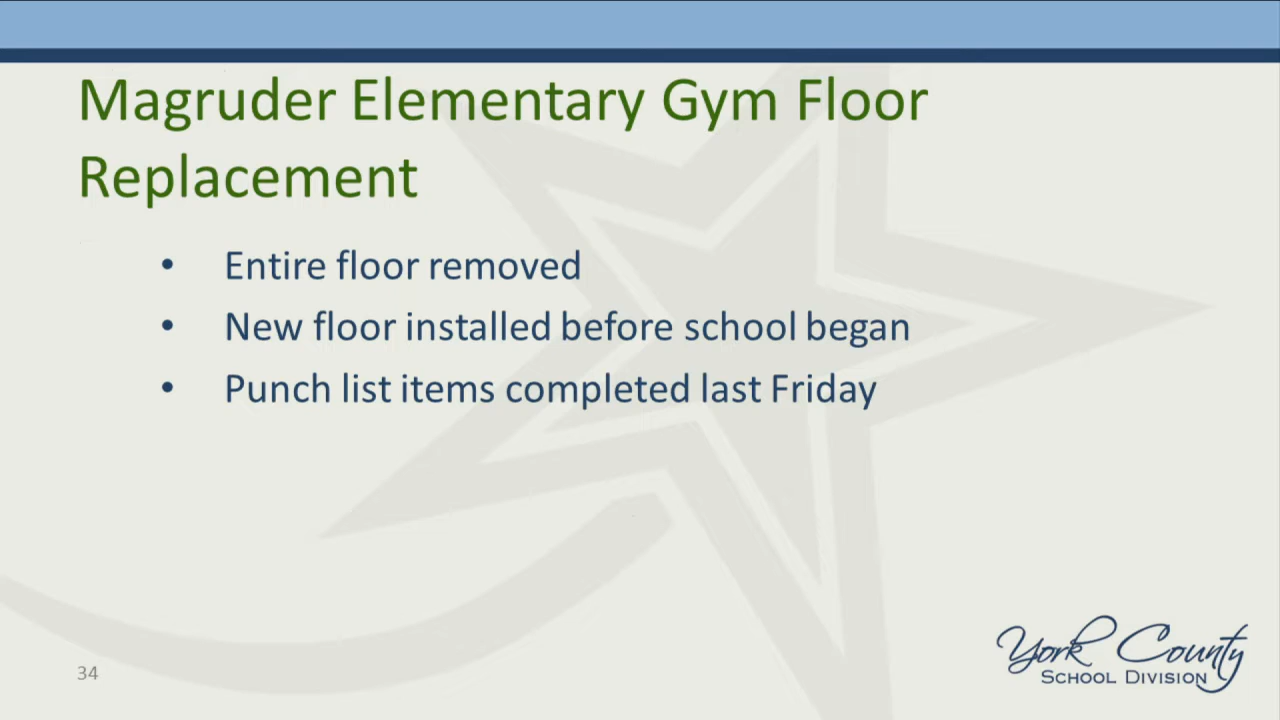 Magruder Elementary Gym Floor
Replacement
• Entire floor removed
• New floor installed before school began
• Punch list items completed last Friday
34
York County
SCHOOL DIVISION